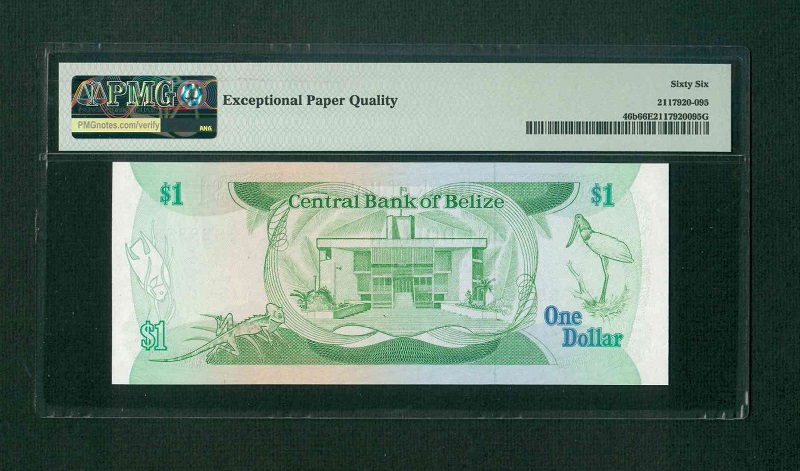 PMG
PMGnotes.com/verify
ANG
Exceptional Paper Quality
Sixty Six
2117920-095
46b66E2117920095G
$1
Central Bank of Belize
$1
$1
One
Dollar